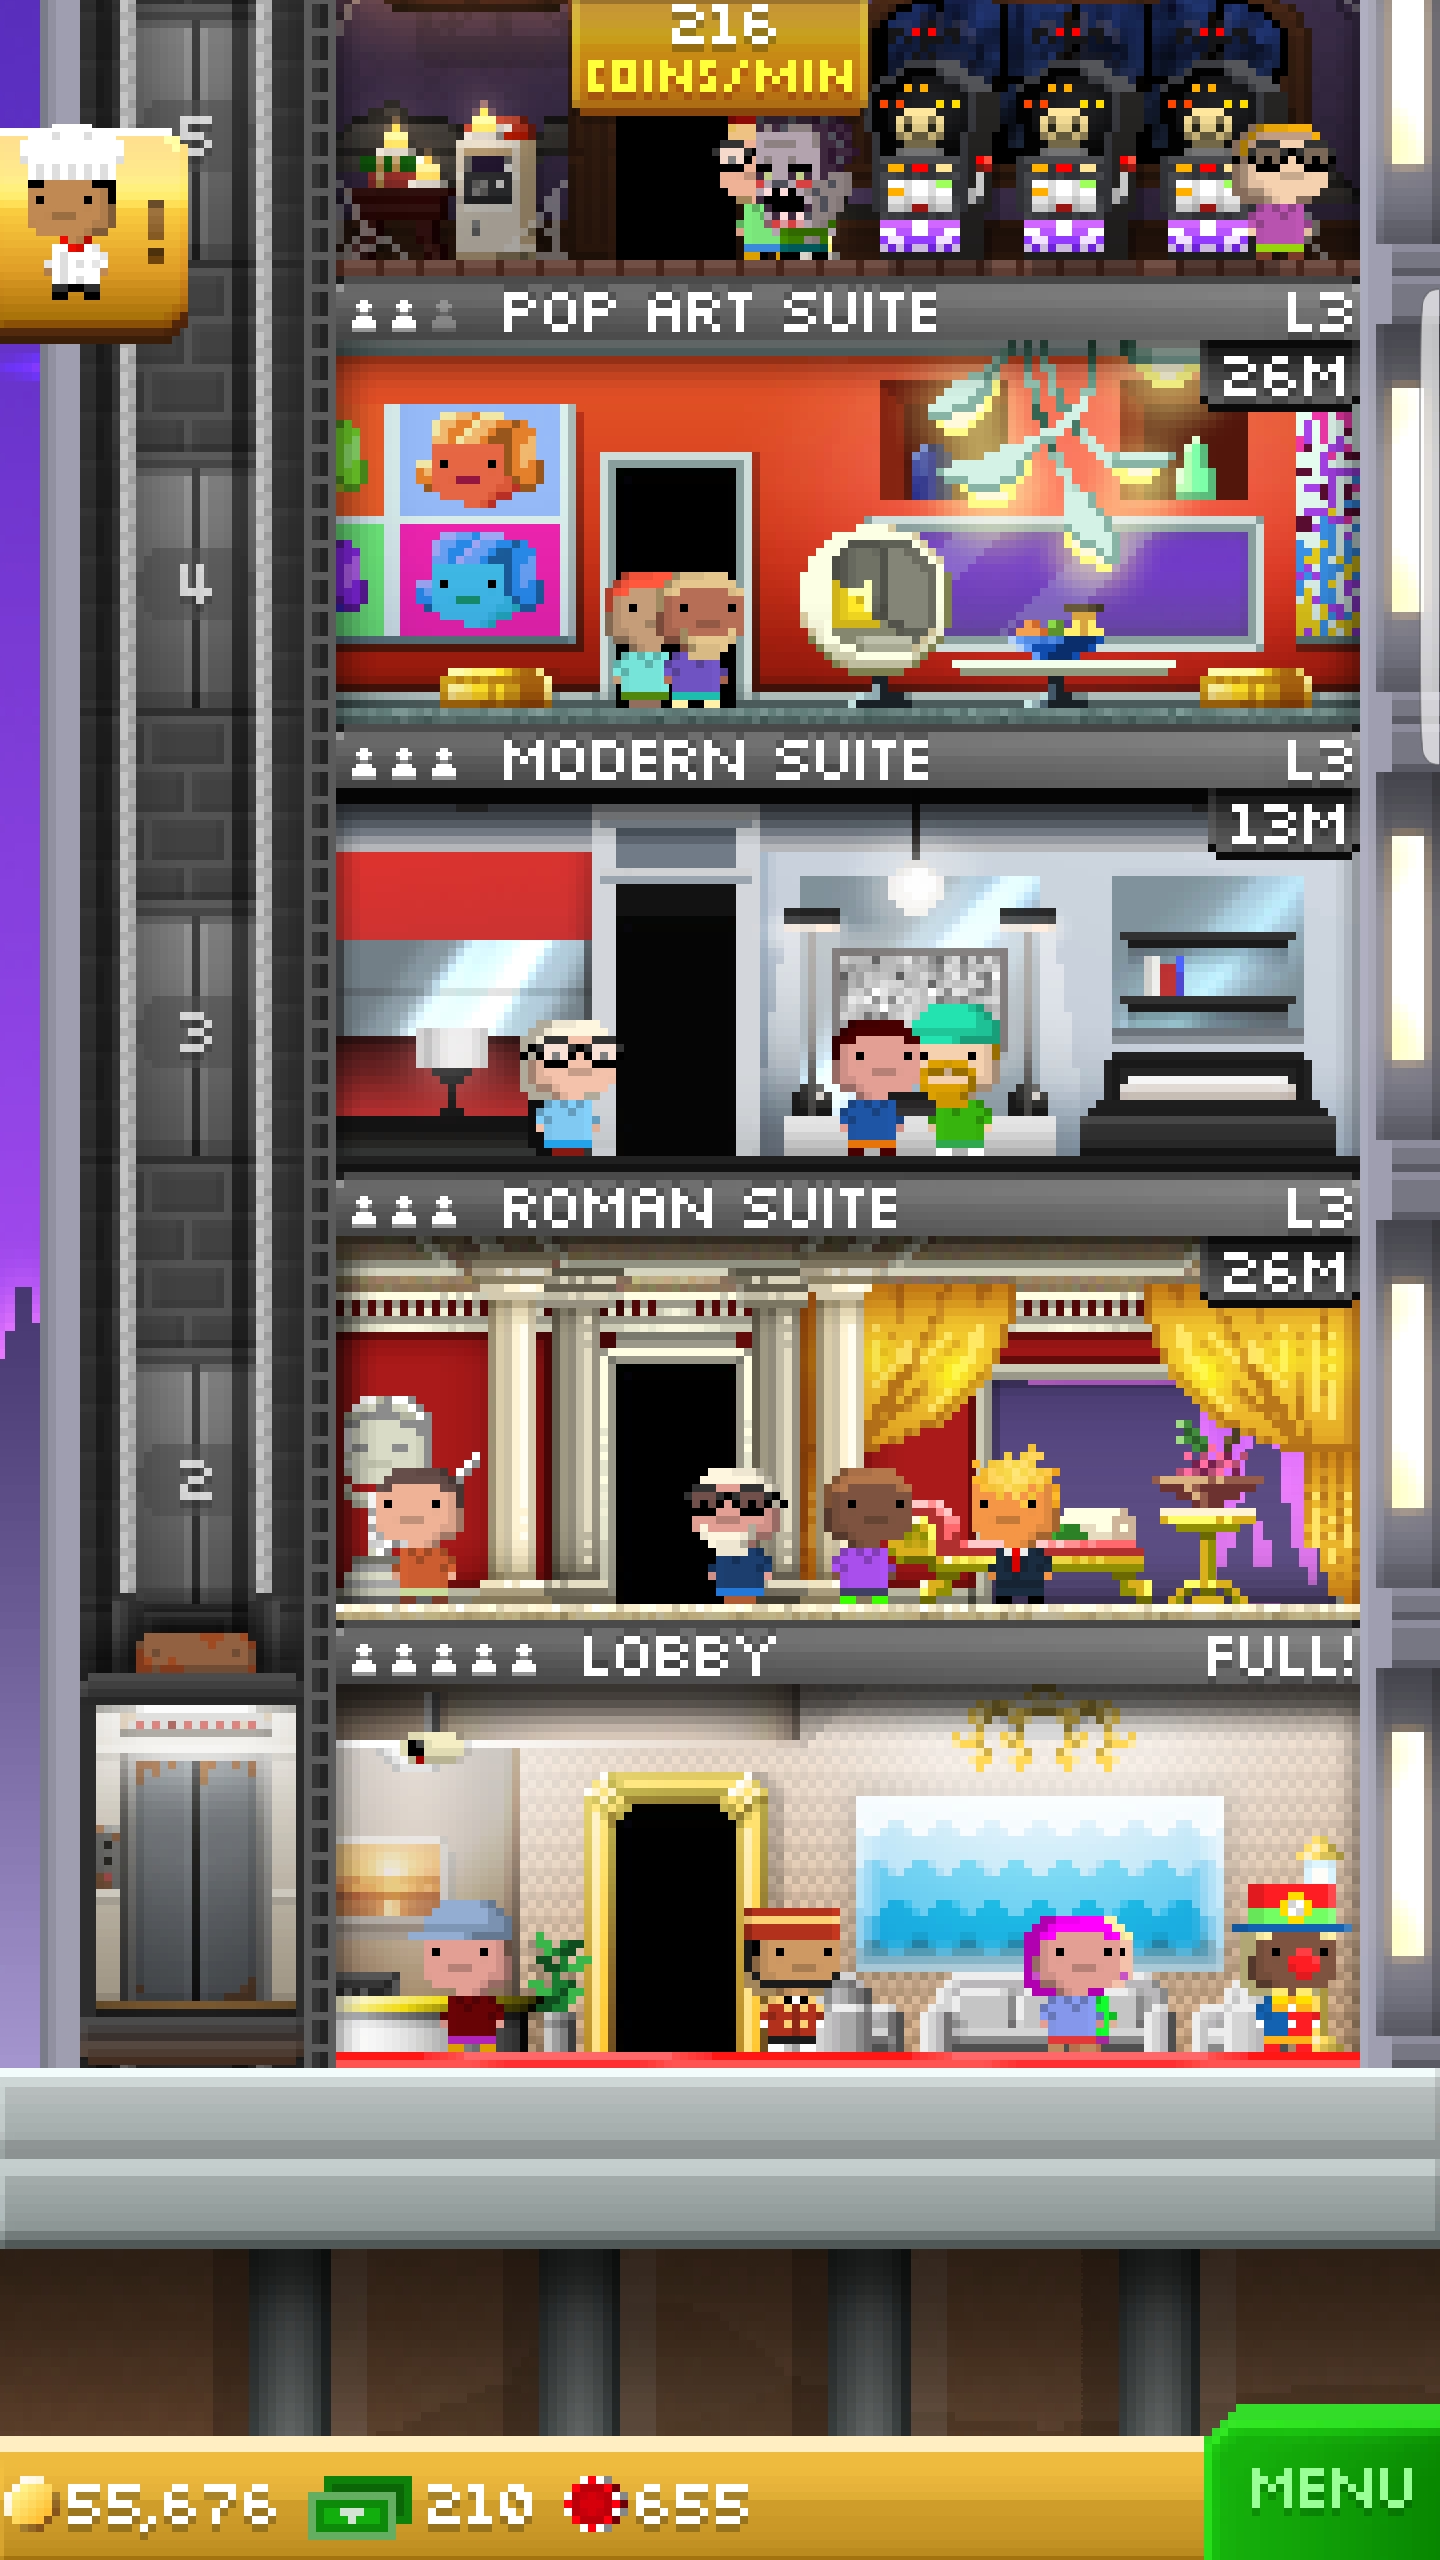 216
COINS/MIN
5
!
POP ART SUITE L3
26M
4
MODERN SUITE L3
13M
3
ROMAN SUITE L3
26M
2
LOBBY FULL!
55,676 210 655
MENU